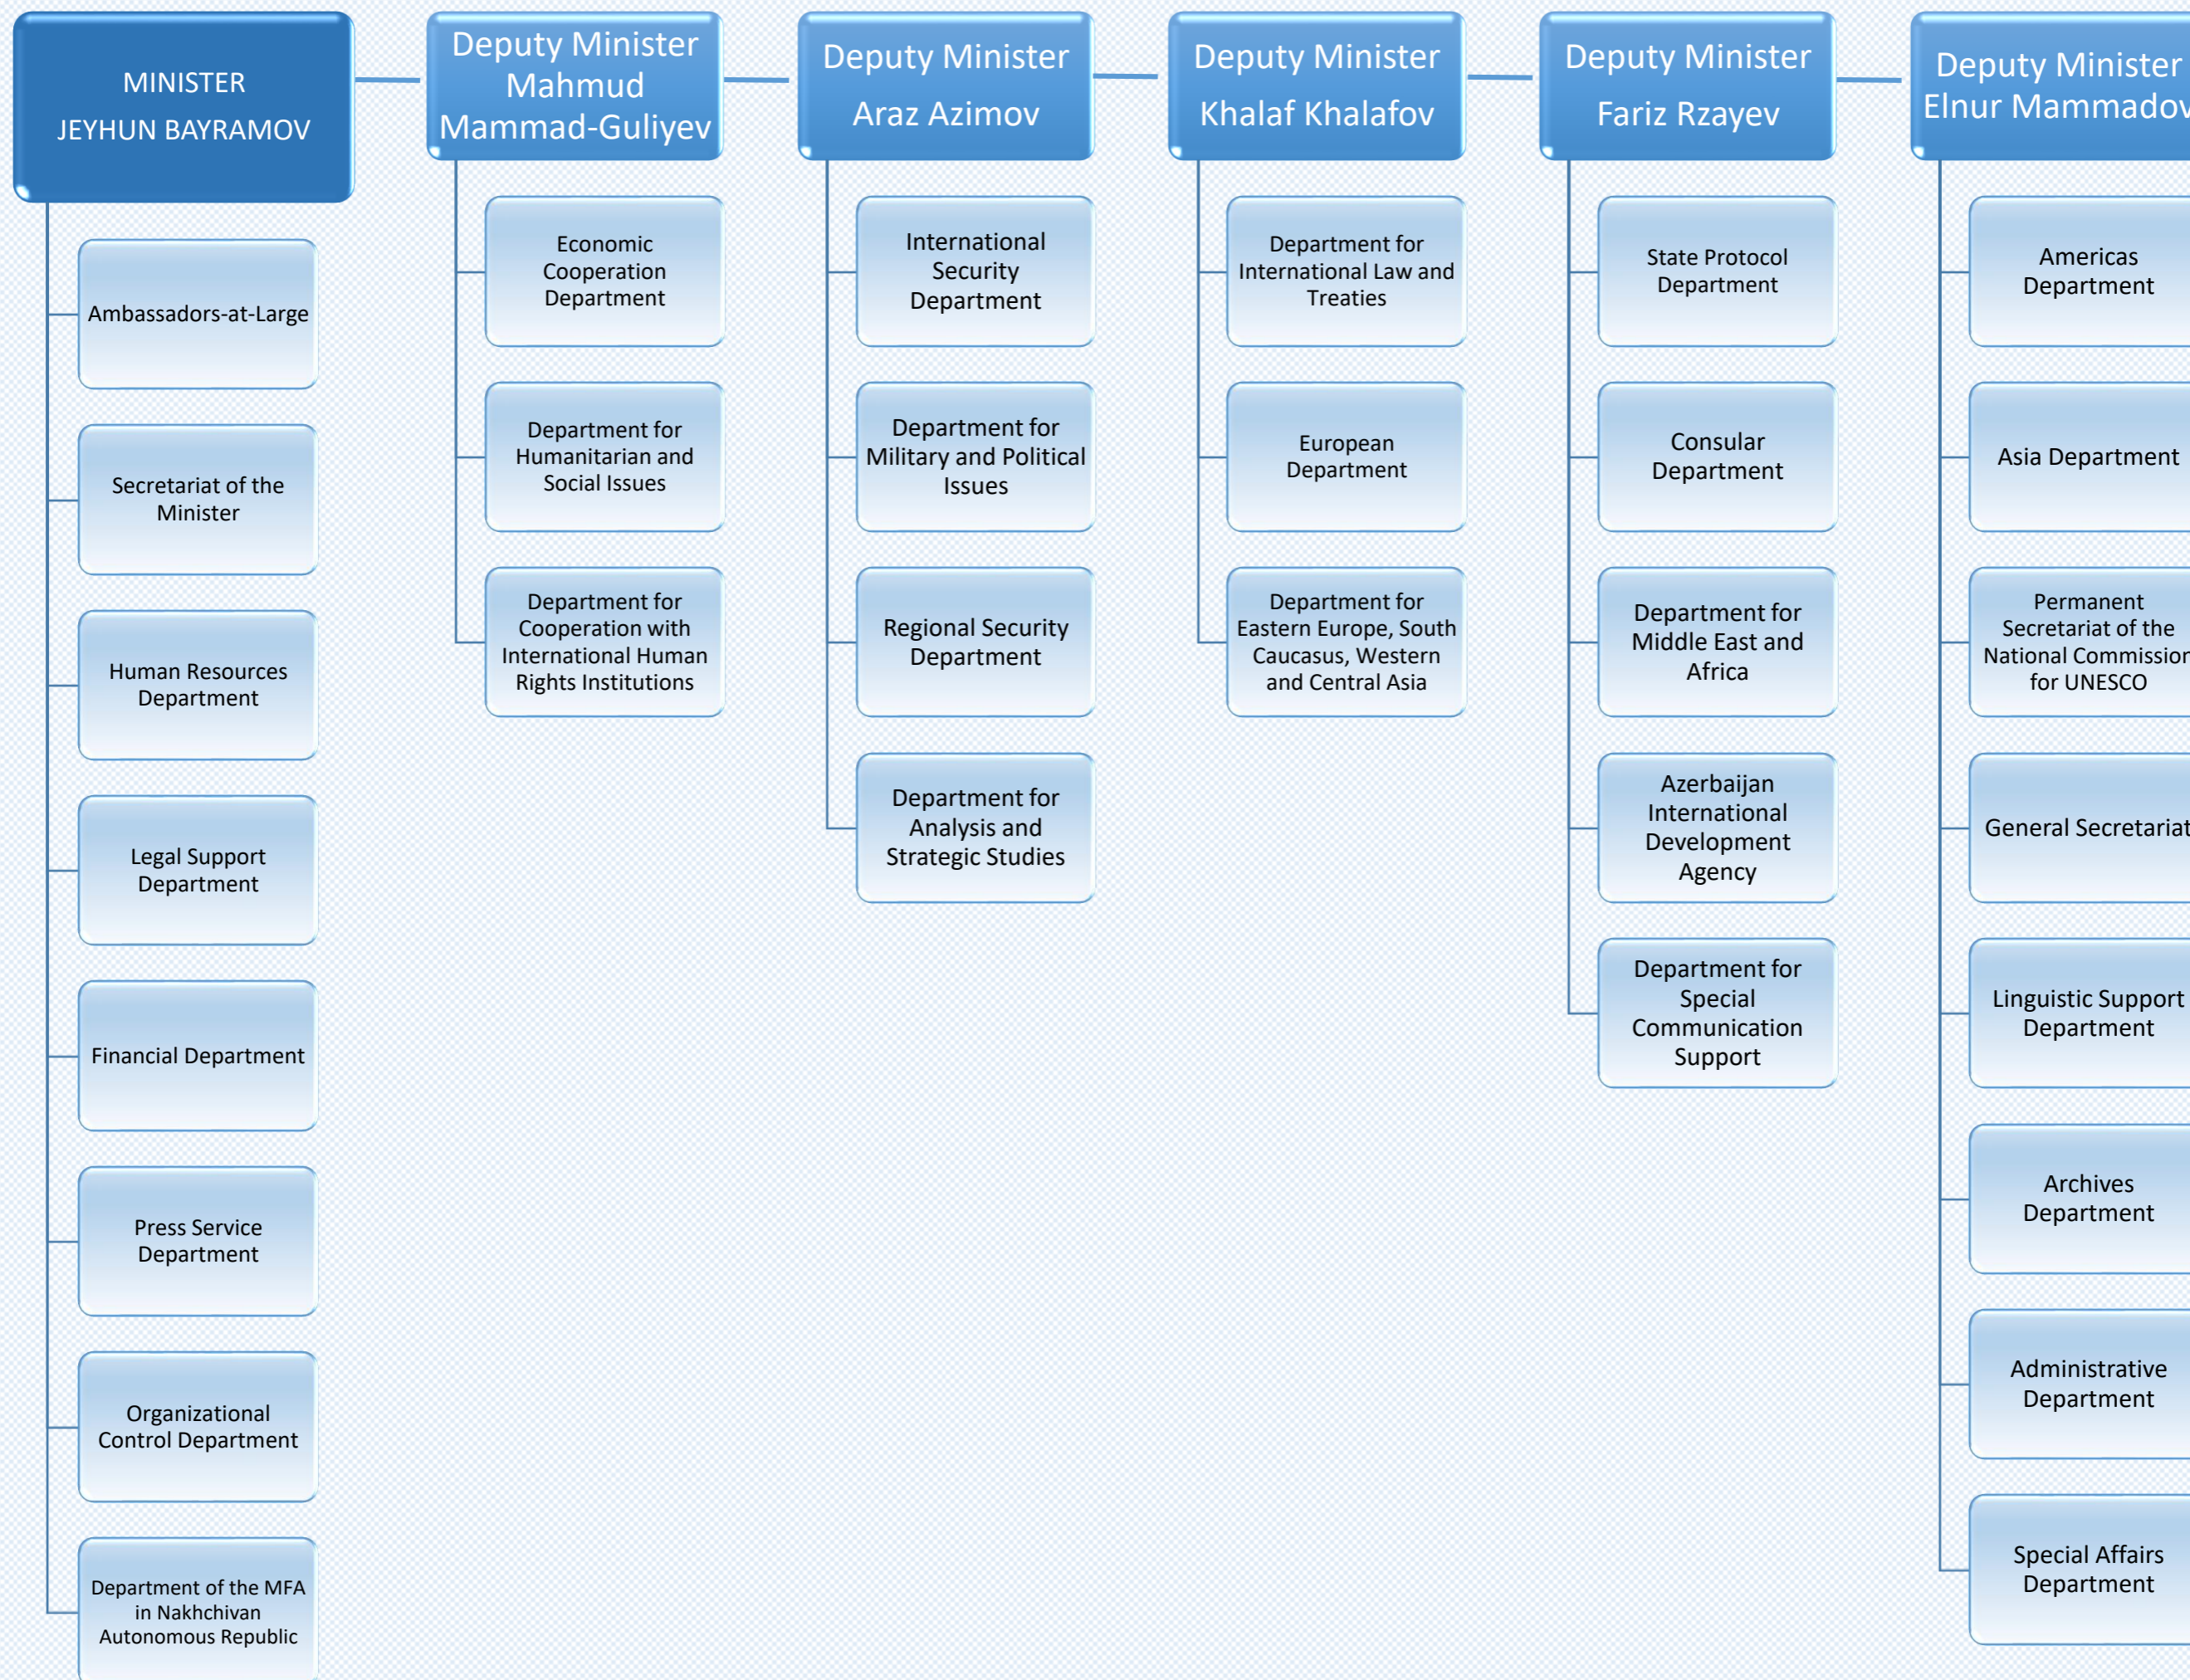 MINISTER
JEYHUN BAYRAMOV
Ambassadors-at-Large
Secretariat of the
Minister
Human Resources
Department
Legal Support
Department
Financial Department
Press Service
Department
Organizational
Control Department
Department of the MFA
in Nakhchivan
Autonomous Republic
Deputy Minister
Mahmud
Mammad-Guliyev
Economic
Cooperation
Department
Department for
Humanitarian and
Social Issues
Department for
Cooperation with
International Human
Rights Institutions
Deputy Minister
Araz Azimov
International
Security
Department
Department for
Military and Political
Issues
Regional Security
Department
Department for
Analysis and
Strategic Studies
Deputy Minister
Khalaf Khalafov
Department for
International Law and
Treaties
European
Department
Department for
Eastern Europe, South
Caucasus, Western
and Central Asia
Deputy Minister
Fariz Rzayev
State Protocol
Department
Consular
Department
Department for
Middle East and
Africa
Azerbaijan
International
Development
Agency
Department for
Special
Communication
Support
Deputy Minister
Elnur Mammadov
Americas
Department
Asia Department
Permanent
Secretariat of the
National Commission
for UNESCO
General Secretariat
Linguistic Support
Department
Archives
Department
Administrative
Department
Special Affairs
Department